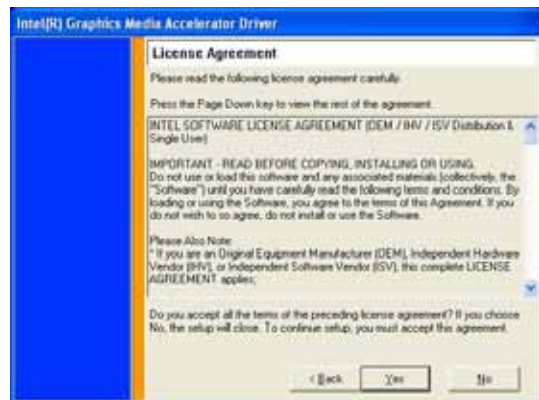 Intel(R) Graphics Media Accelerator Driver
License Agreement
Please read the following license agreement carefully.
Press the Page Down key to view the rest of the agreement.
INTEL SOFTWARE LICENSE AGREEMENT (OEM / IHV / ISV Distribution &
Single User)
IMPORTANT - READ BEFORE COPYING, INSTALLING OR USING.
Do not use or load this software and any associated materials (collectively, the
"Software") until you have carefully read the following terms and conditions. By
loading or using the Software, you agree to the terms of this Agreement. If you
do not wish to so agree, do not install or use the Software.
Please Also Note:
* If you are an Original Equipment Manufacturer (OEM), Independent Hardware
Vendor (IHV), or Independent Software Vendor (ISV), this complete LICENSE
AGREEMENT applies;
Do you accept all the terms of the preceding license agreement? If you choose
No, the setup will close. To continue setup, you must accept this agreement.
< Back
Yes
No